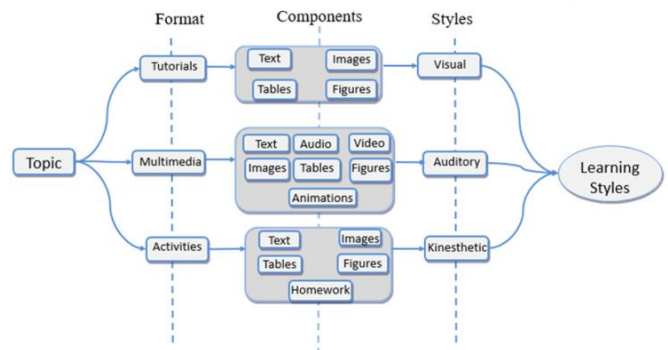 Format
Components
Styles
Tutorials
Text
Images
Tables
Figures
Visual
Topic
Multimedia
Text
Audio
Video
Images
Tables
Figures
Animations
Auditory
Learning
Styles
Activities
Text
Images
Tables
Figures
Homework
Kinesthetic